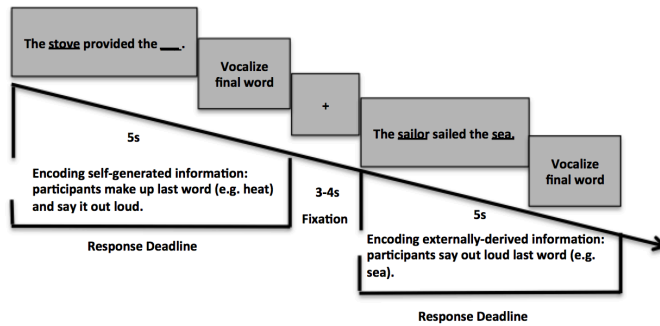 The stove provided the ___.
Vocalize
final word
+
The sailor sailed the sea.
Vocalize
final word
5s
Encoding self-generated information:
participants make up last word (e.g. heat)
and say it out loud.
Response Deadline
3-4s
Fixation
5s
Encoding externally-derived information:
participants say out loud last word (e.g.
sea).
Response Deadline